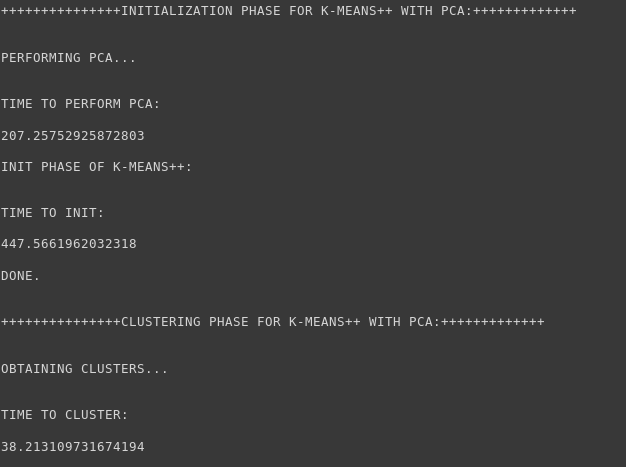 +++++++++++++++INITIALIZATION PHASE FOR K-MEANS++ WITH PCA:+++++++++++++
PERFORMING PCA...
TIME TO PERFORM PCA:
207.25752925872803
INIT PHASE OF K-MEANS++:
TIME TO INIT:
447.5661962032318
DONE.
+++++++++++++++CLUSTERING PHASE FOR K-MEANS++ WITH PCA:+++++++++++++
OBTAINING CLUSTERS...
TIME TO CLUSTER:
38.213109731674194